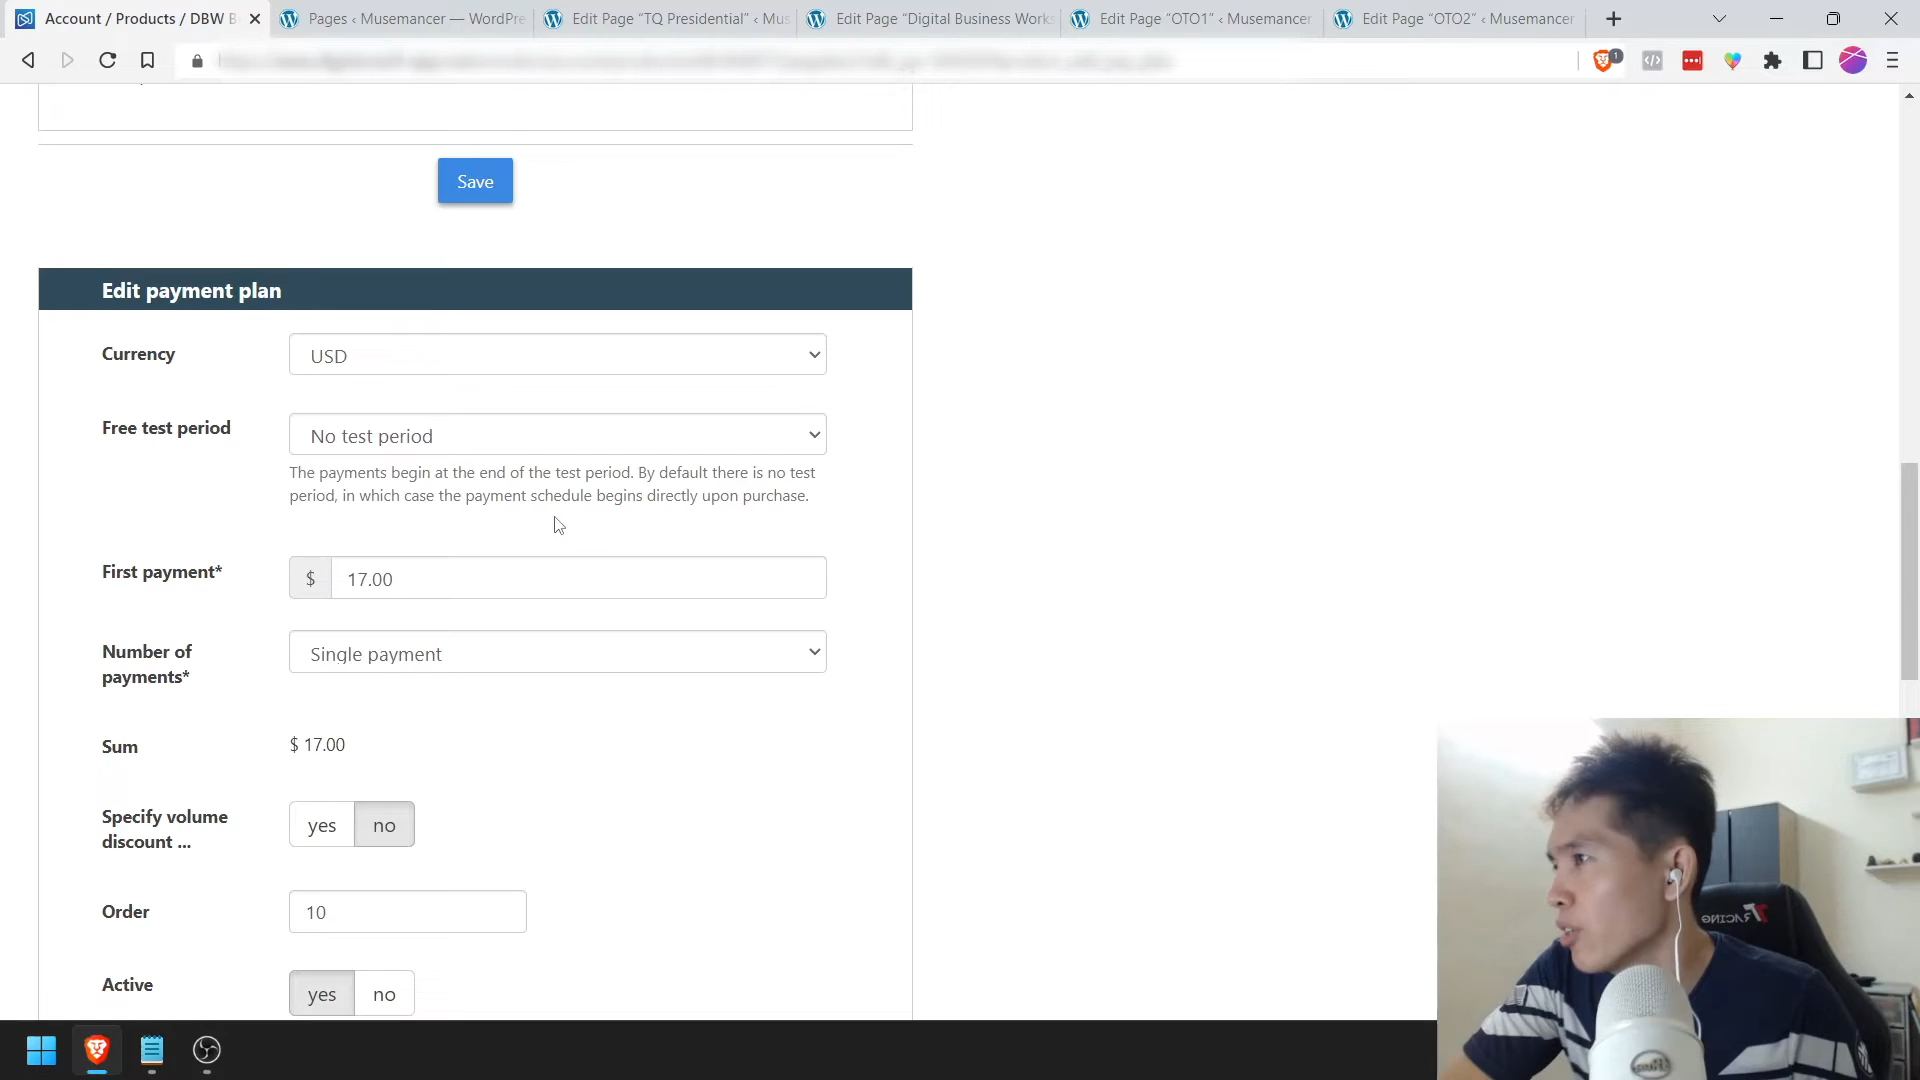 Account / Products / DBW B
Pages ‹ Musemancer — WordPre
Edit Page “TQ Presidential” ‹ Mus
Edit Page “Digital Business Works
Edit Page “OTO1” ‹ Musemancer
Edit Page “OTO2” ‹ Musemancer
1
Save
Edit payment plan
Currency
USD
Free test period
No test period
The payments begin at the end of the test period. By default there is no test
period, in which case the payment schedule begins directly upon purchase.
First payment*
$ 17.00
Number of
payments*
Single payment
Sum
$ 17.00
Specify volume
discount ...
yes no
Order
10
Active
yes no